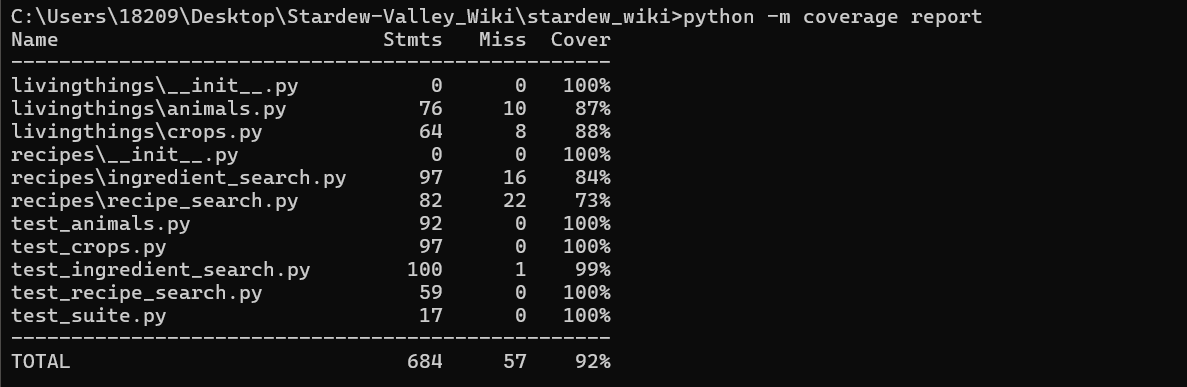 C:\Users\18209\Desktop\Stardew-Valley_Wiki\stardew_wiki>python -m coverage report
Name                           Stmts   Miss  Cover
--------------------------------------------------
livingthings\__init__.py           0      0   100%
livingthings\animals.py           76     10    87%
livingthings\crops.py             64      8    88%
recipes\__init__.py                0      0   100%
recipes\ingredient_search.py      97     16    84%
recipes\recipe_search.py          82     22    73%
test_animals.py                   92      0   100%
test_crops.py                     97      0   100%
test_ingredient_search.py        100      1    99%
test_recipe_search.py             59      0   100%
test_suite.py                     17      0   100%
--------------------------------------------------
TOTAL                            684     57    92%